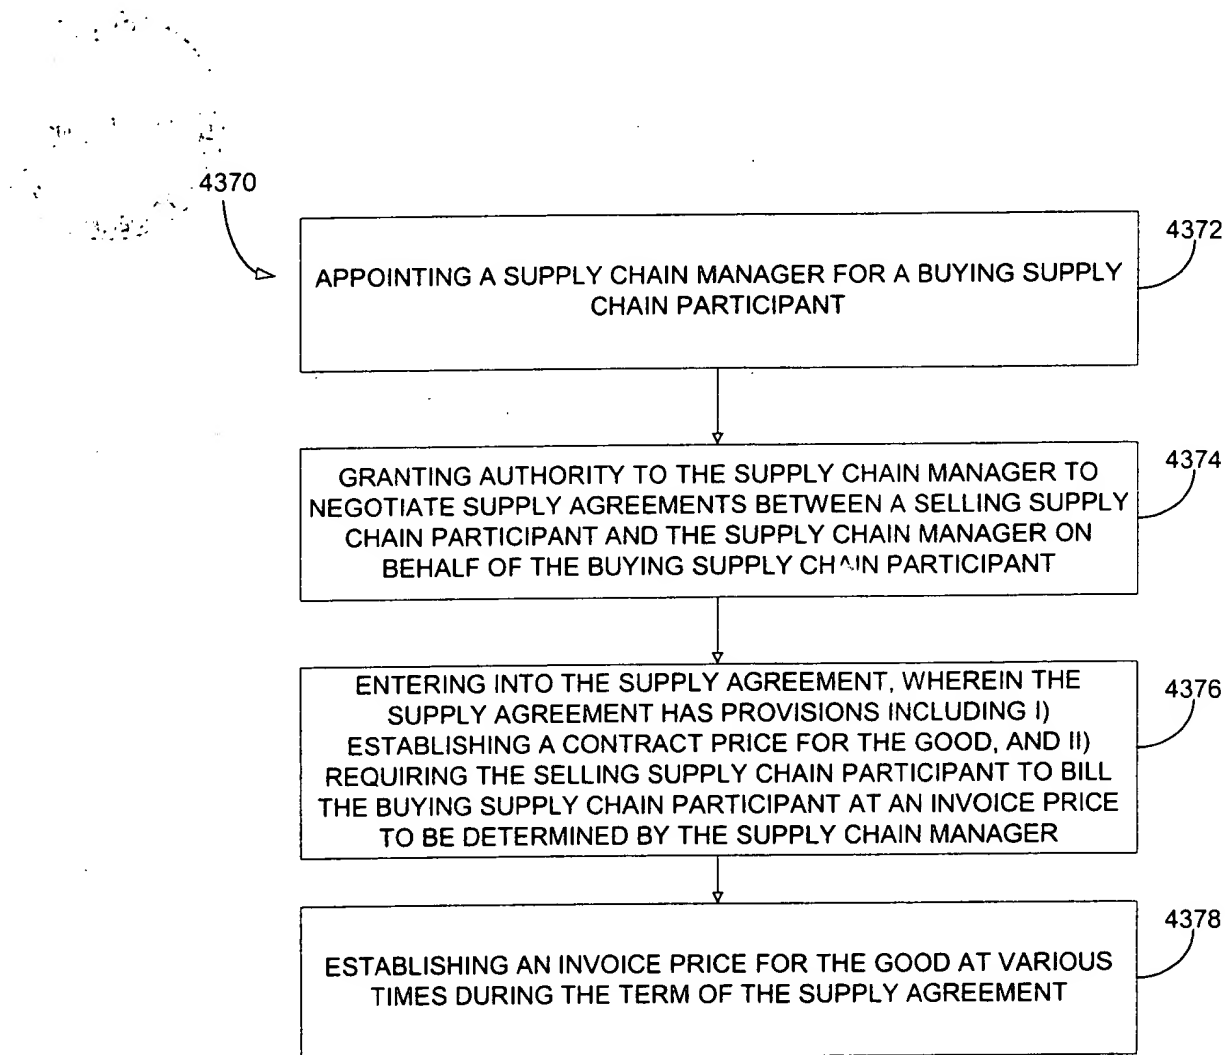 4370
4372
APPOINTING A SUPPLY CHAIN MANAGER FOR A BUYING SUPPLY
CHAIN PARTICIPANT
4374
GRANTING AUTHORITY TO THE SUPPLY CHAIN MANAGER TO
NEGOTIATE SUPPLY AGREEMENTS BETWEEN A SELLING SUPPLY
CHAIN PARTICIPANT AND THE SUPPLY CHAIN MANAGER ON
BEHALF OF THE BUYING SUPPLY CHAIN PARTICIPANT
4376
ENTERING INTO THE SUPPLY AGREEMENT, WHEREIN THE
SUPPLY AGREEMENT HAS PROVISIONS INCLUDING I)
ESTABLISHING A CONTRACT PRICE FOR THE GOOD, AND II)
REQUIRING THE SELLING SUPPLY CHAIN PARTICIPANT TO BILL
THE BUYING SUPPLY CHAIN PARTICIPANT AT AN INVOICE PRICE
TO BE DETERMINED BY THE SUPPLY CHAIN MANAGER
4378
ESTABLISHING AN INVOICE PRICE FOR THE GOOD AT VARIOUS
TIMES DURING THE TERM OF THE SUPPLY AGREEMENT